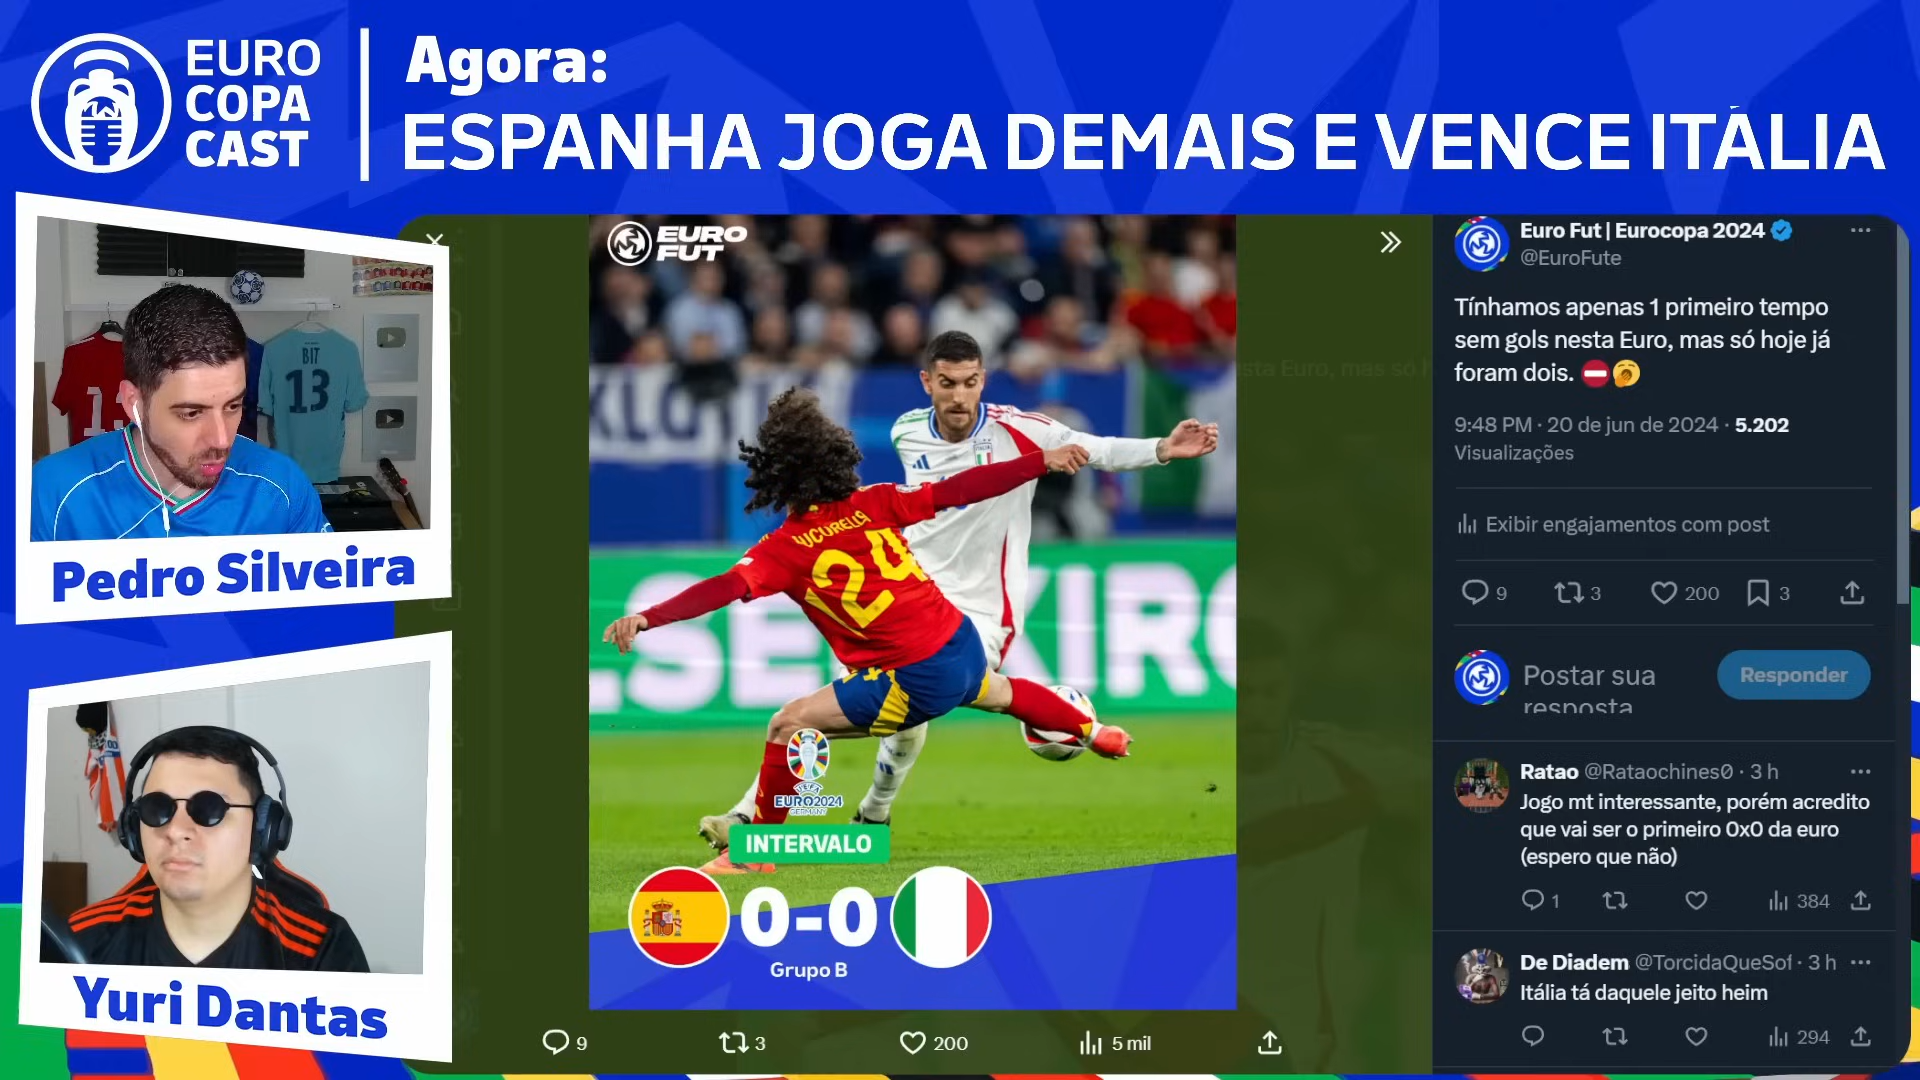 EURO
COPA
CAST
Agora:
ESPANHA JOGA DEMAIS E VENCE ITÁLIA
BIT
13
Pedro Silveira
Yuri Dantas
EURO
FUT
24
UEFA
EURO2024
GERMANY
INTERVALO
0-0
Grupo B
9
3
200
5 mil
Euro Fut | Eurocopa 2024
@EuroFute
Tínhamos apenas 1 primeiro tempo
sem gols nesta Euro, mas só hoje já
foram dois. ⛔🥱
9:48 PM · 20 de jun de 2024 · 5.202
Visualizações
Exibir engajamentos com post
9 3 200 3
Postar sua
resposta
Responder
Ratao @Rataochines0 · 3 h
Jogo mt interessante, porém acredito
que vai ser o primeiro 0x0 da euro
(espero que não)
1 384
De Diadem @TorcidaQueSof · 3 h
Itália tá daquele jeito heim
294